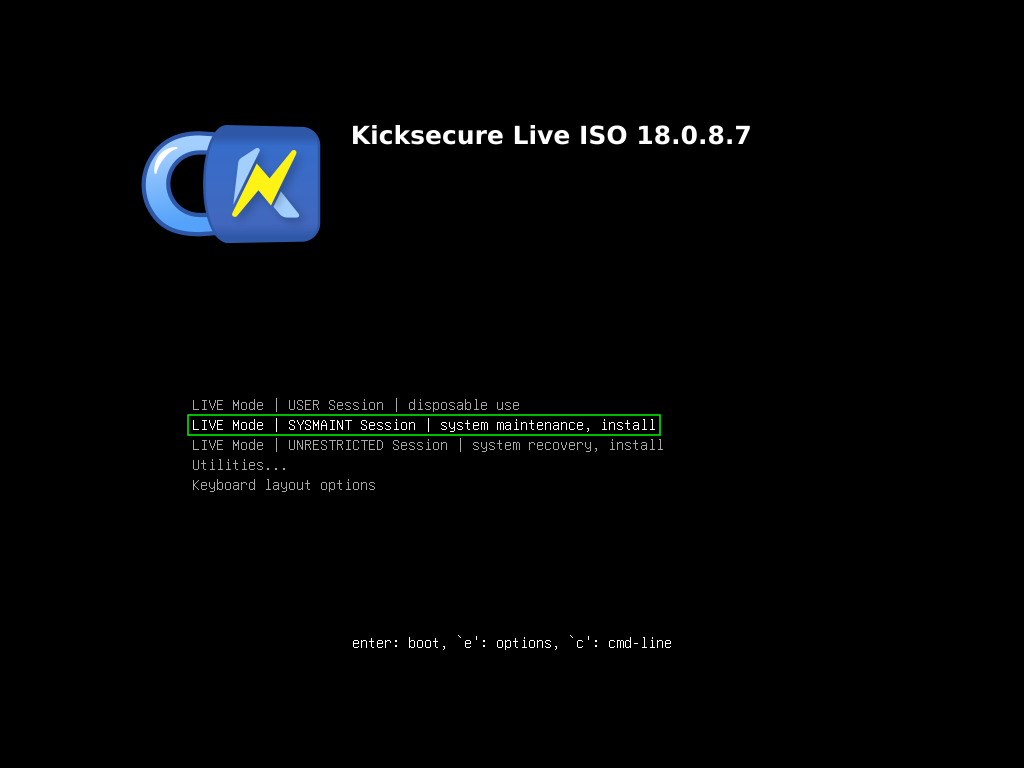 Kicksecure Live ISO 18.0.8.7
LIVE Mode | USER Session | disposable use
LIVE Mode | SYSMAINT Session | system maintenance, install
LIVE Mode | UNRESTRICTED Session | system recovery, install
Utilities...
Keyboard layout options
enter: boot, `e': options, `c': cmd-line